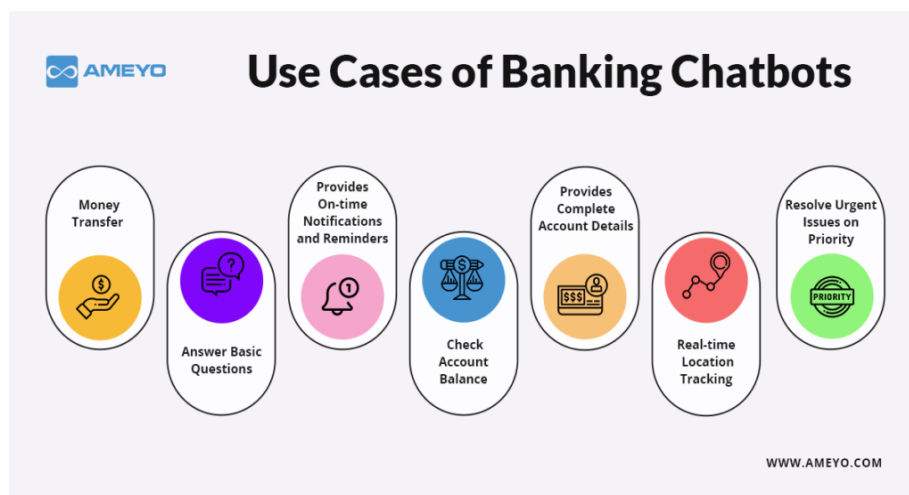 AMEYO
Use Cases of Banking Chatbots
Money
Transfer
$
?
Answer Basic
Questions
Provides
On-time
Notifications
and Reminders
1
$
Check
Account
Balance
Provides
Complete
Account Details
$$$
Real-time
Location
Tracking
Resolve Urgent
Issues on
Priority
PRIORITY
WWW.AMEYO.COM